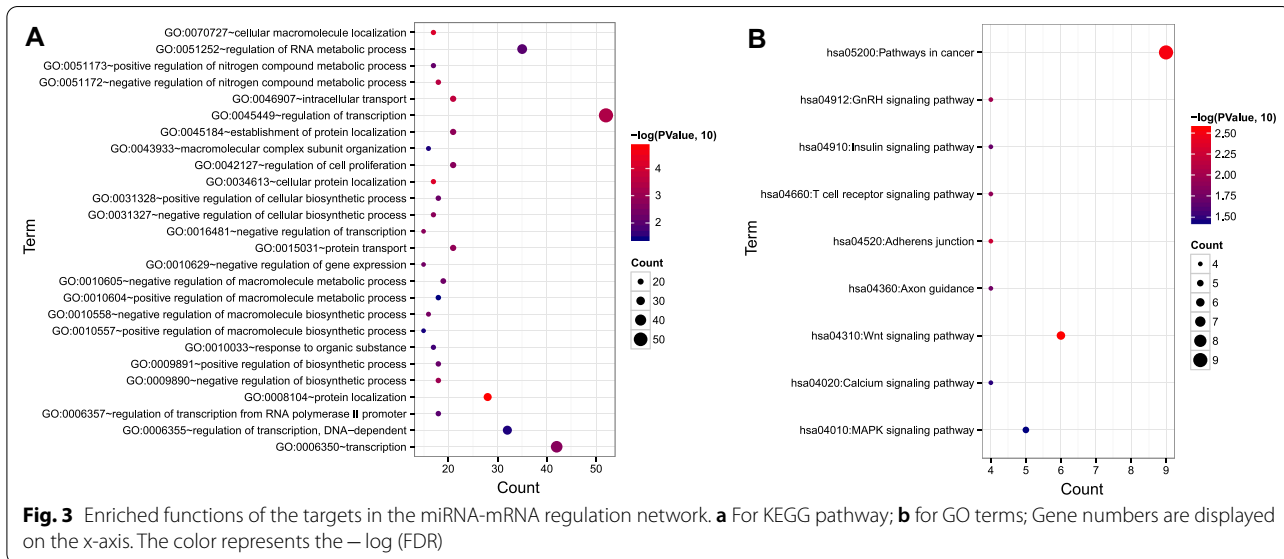 A
GO:0070727~cellular macromolecule localization
GO:0051252~regulation of RNA metabolic process
GO:0051173~positive regulation of nitrogen compound metabolic process
GO:0051172~negative regulation of nitrogen compound metabolic process
GO:0046907~intracellular transport
GO:0045449~regulation of transcription
GO:0045184~establishment of protein localization
GO:0043933~macromolecular complex subunit organization
GO:0042127~regulation of cell proliferation
GO:0034613~cellular protein localization
GO:0031328~positive regulation of cellular biosynthetic process
GO:0031327~negative regulation of cellular biosynthetic process
GO:0016481~negative regulation of transcription
GO:0015031~protein transport
GO:0010629~negative regulation of gene expression
GO:0010605~negative regulation of macromolecule metabolic process
GO:0010604~positive regulation of macromolecule metabolic process
GO:0010558~negative regulation of macromolecule biosynthetic process
GO:0010557~positive regulation of macromolecule biosynthetic process
GO:0010033~response to organic substance
GO:0009891~positive regulation of biosynthetic process
GO:0009890~negative regulation of biosynthetic process
GO:0008104~protein localization
GO:0006357~regulation of transcription from RNA polymerase II promoter
GO:0006355~regulation of transcription, DNA−dependent
GO:0006350~transcription
Term
20 30 40 50
Count
−log(PValue, 10)
4
3
2
Count
20
30
40
50
B
hsa05200:Pathways in cancer
hsa04912:GnRH signaling pathway
hsa04910:Insulin signaling pathway
hsa04660:T cell receptor signaling pathway
hsa04520:Adherens junction
hsa04360:Axon guidance
hsa04310:Wnt signaling pathway
hsa04020:Calcium signaling pathway
hsa04010:MAPK signaling pathway
Term
4 5 6 7 8 9
Count
−log(PValue, 10)
2.50
2.25
2.00
1.75
1.50
Count
4
5
6
7
8
9
Fig. 3 Enriched functions of the targets in the miRNA-mRNA regulation network. a For KEGG pathway; b for GO terms; Gene numbers are displayed
on the x-axis. The color represents the − log (FDR)